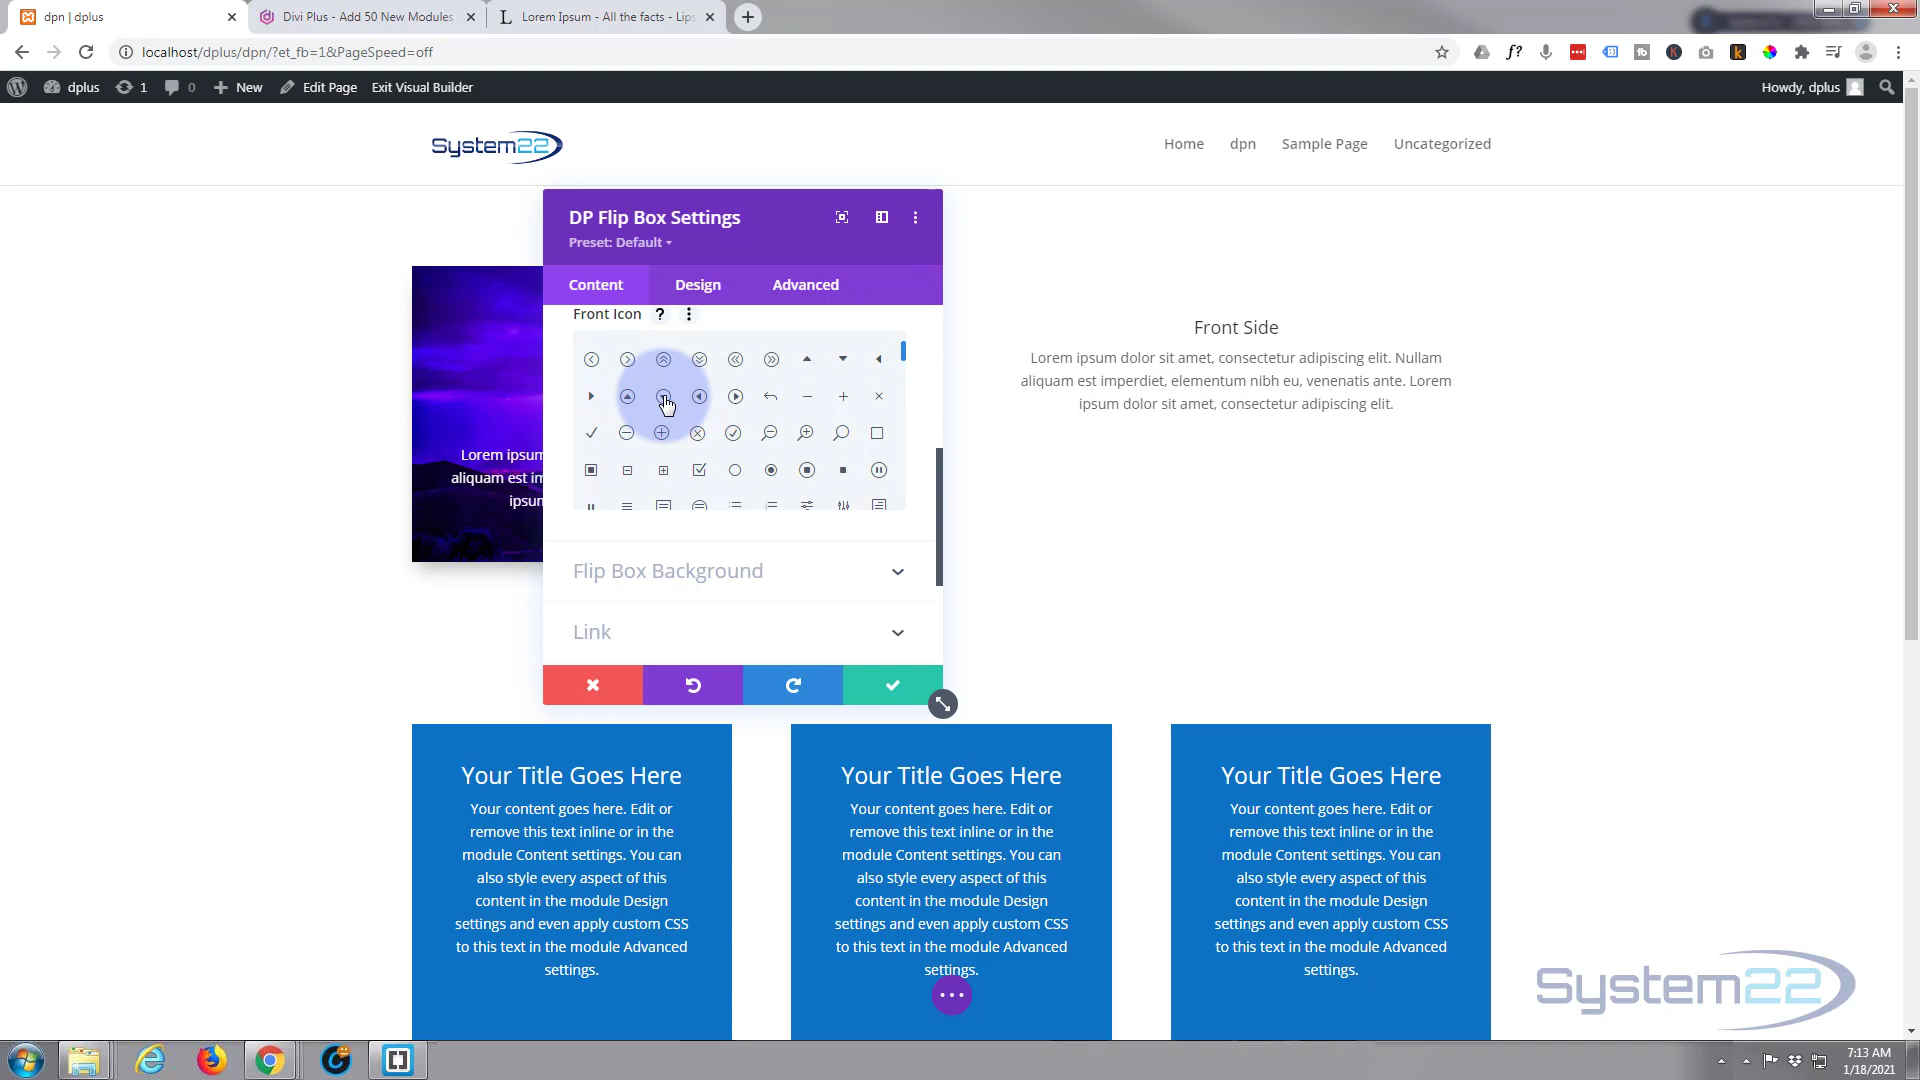 dpn | dplus
Divi Plus - Add 50 New Modules
Lorem Ipsum - All the facts - Lips
localhost/dplus/dpn/?et_fb=1&PageSpeed=off
dplus
1
0
New
Edit Page
Exit Visual Builder
Howdy, dplus
System22
Home
dpn
Sample Page
Uncategorized
DP Flip Box Settings
Preset: Default
Content
Design
Advanced
Front Icon
Lorem ipsum
aliquam est im
ipsum
Flip Box Background
Link
Front Side
Lorem ipsum dolor sit amet, consectetur adipiscing elit. Nullam
aliquam est imperdiet, elementum nibh eu, venenatis ante. Lorem
ipsum dolor sit amet, consectetur adipiscing elit.
Your Title Goes Here
Your content goes here. Edit or
remove this text inline or in the
module Content settings. You can
also style every aspect of this
content in the module Design
settings and even apply custom CSS
to this text in the module Advanced
settings.
Your Title Goes Here
Your content goes here. Edit or
remove this text inline or in the
module Content settings. You can
also style every aspect of this
content in the module Design
settings and even apply custom CSS
to this text in the module Advanced
settings.
Your Title Goes Here
Your content goes here. Edit or
remove this text inline or in the
module Content settings. You can
also style every aspect of this
content in the module Design
settings and even apply custom CSS
to this text in the module Advanced
settings.
System22
7:13 AM
1/18/2021